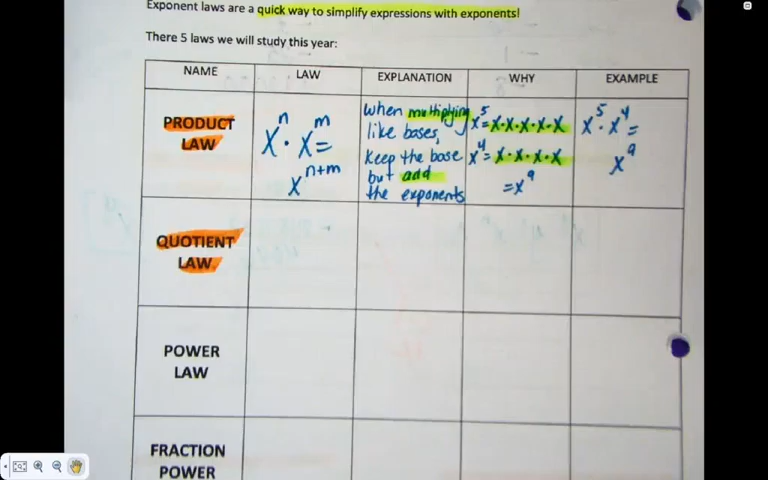 Exponent laws are a quick way to simplify expressions with exponents!
There 5 laws we will study this year:
NAME LAW EXPLANATION WHY EXAMPLE
PRODUCT
LAW
xⁿ · xᵐ =
xⁿ⁺ᵐ
When multiplying
like bases,
keep the base
but add
the exponents
x⁵ = x·x·x·x·x
x⁴ = x·x·x·x
= x⁹
x⁵ · x⁴ =
x⁹
QUOTIENT
LAW
POWER
LAW
FRACTION
POWER